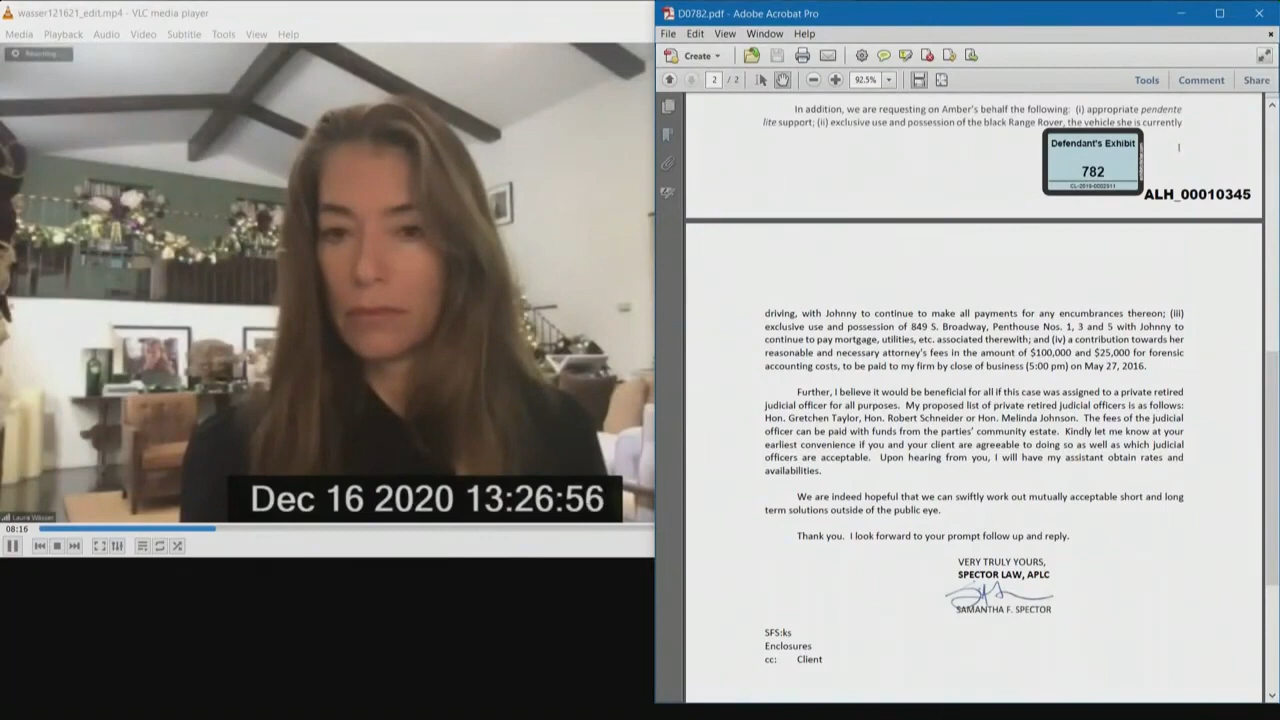 wasser121621_edit.mp4 - VLC media player
Media Playback Audio Video Subtitle Tools View Help
Recording...
Laura Wasser
Dec 16 2020 13:26:56
08:16
D0782.pdf - Adobe Acrobat Pro
File Edit View Window Help
Create
2 / 2
92.5%
Tools Comment Share
In addition, we are requesting on Amber's behalf the following: (i) appropriate pendente
lite support; (ii) exclusive use and possession of the black Range Rover, the vehicle she is currently
Defendant's Exhibit
782
CL-2019-0002911
ALH_00010345
driving, with Johnny to continue to make all payments for any encumbrances thereon; (iii)
exclusive use and possession of 849 S. Broadway, Penthouse Nos. 1, 3 and 5 with Johnny to
continue to pay mortgage, utilities, etc. associated therewith; and (iv) a contribution towards her
reasonable and necessary attorney's fees in the amount of $100,000 and $25,000 for forensic
accounting costs, to be paid to my firm by close of business (5:00 pm) on May 27, 2016.
Further, I believe it would be beneficial for all if this case was assigned to a private retired
judicial officer for all purposes. My proposed list of private retired judicial officers is as follows:
Hon. Gretchen Taylor, Hon. Robert Schneider or Hon. Melinda Johnson. The fees of the judicial
officer can be paid with funds from the parties' community estate. Kindly let me know at your
earliest convenience if you and your client are agreeable to doing so as well as which judicial
officers are acceptable. Upon hearing from you, I will have my assistant obtain rates and
availabilities.
We are indeed hopeful that we can swiftly work out mutually acceptable short and long
term solutions outside of the public eye.
Thank you. I look forward to your prompt follow up and reply.
VERY TRULY YOURS,
SPECTOR LAW, APLC
SAMANTHA F. SPECTOR
SFS:ks
Enclosures
cc: Client